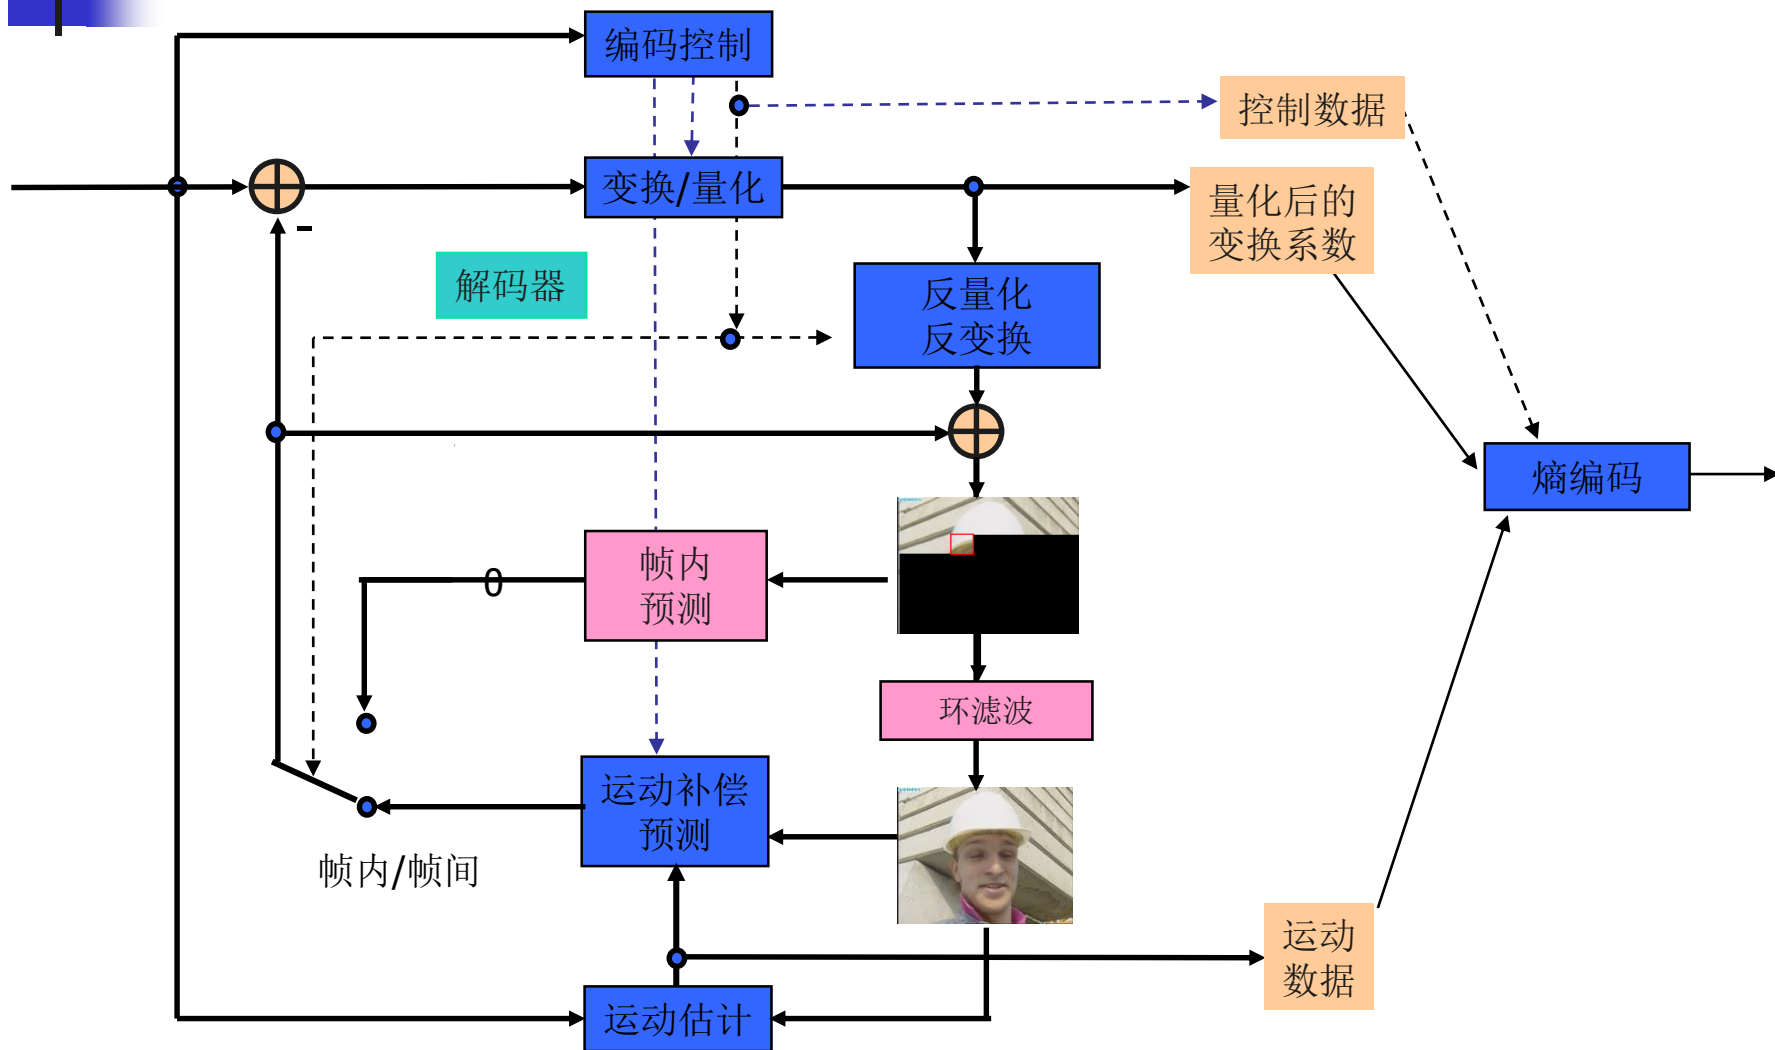 编码控制
控制数据
变换/量化
量化后的
变换系数
-
解码器
反量化
反变换
熵编码
帧内
预测
0
环滤波
运动补偿
预测
帧内/帧间
运动
数据
运动估计